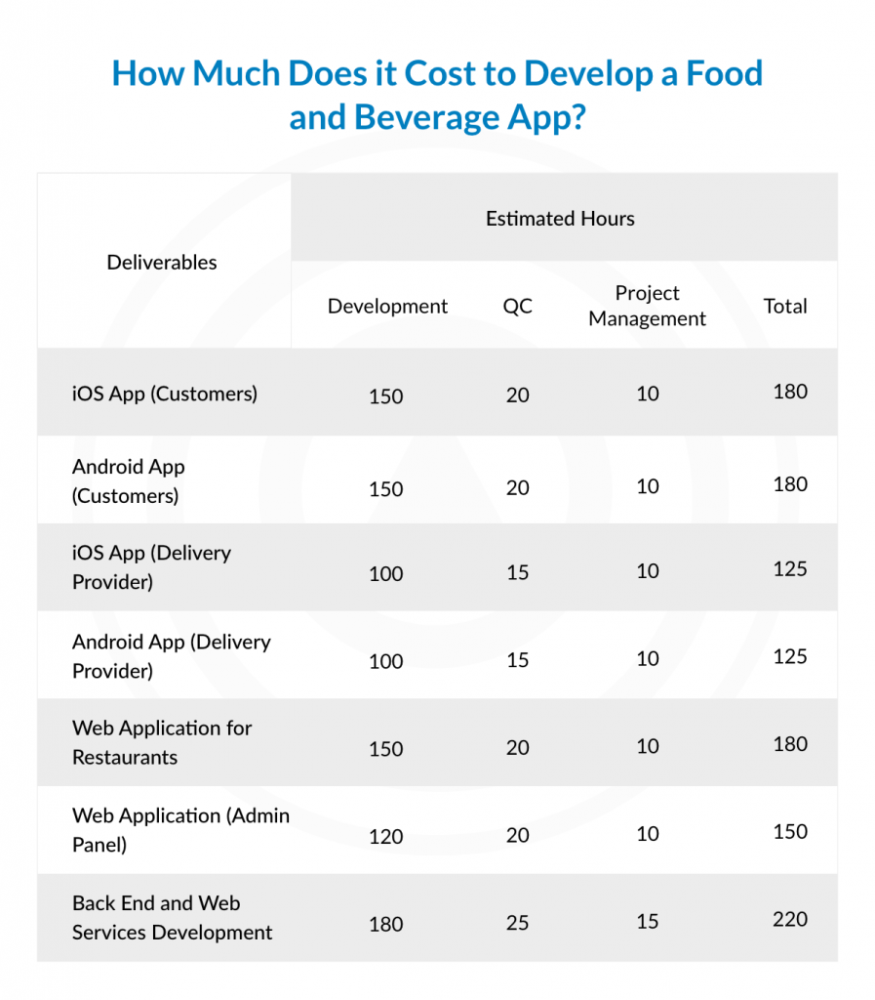 How Much Does it Cost to Develop a Food
and Beverage App?
Deliverables
Estimated Hours
Development
QC
Project
Management
Total
iOS App (Customers)
150
20
10
180
Android App
(Customers)
150
20
10
180
iOS App (Delivery
Provider)
100
15
10
125
Android App (Delivery
Provider)
100
15
10
125
Web Application for
Restaurants
150
20
10
180
Web Application (Admin
Panel)
120
20
10
150
Back End and Web
Services Development
180
25
15
220